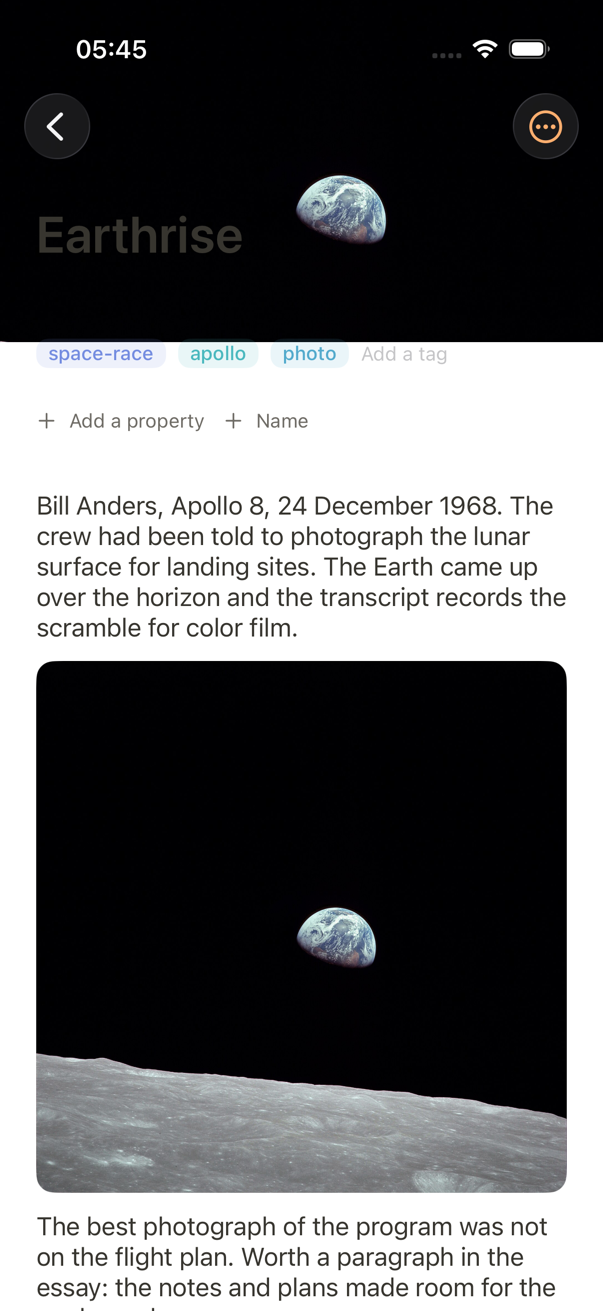 05:45
Earthrise
space-race apollo photo Add a tag
+ Add a property + Name
Bill Anders, Apollo 8, 24 December 1968. The
crew had been told to photograph the lunar
surface for landing sites. The Earth came up
over the horizon and the transcript records the
scramble for color film.
The best photograph of the program was not
on the flight plan. Worth a paragraph in the
essay: the notes and plans made room for the